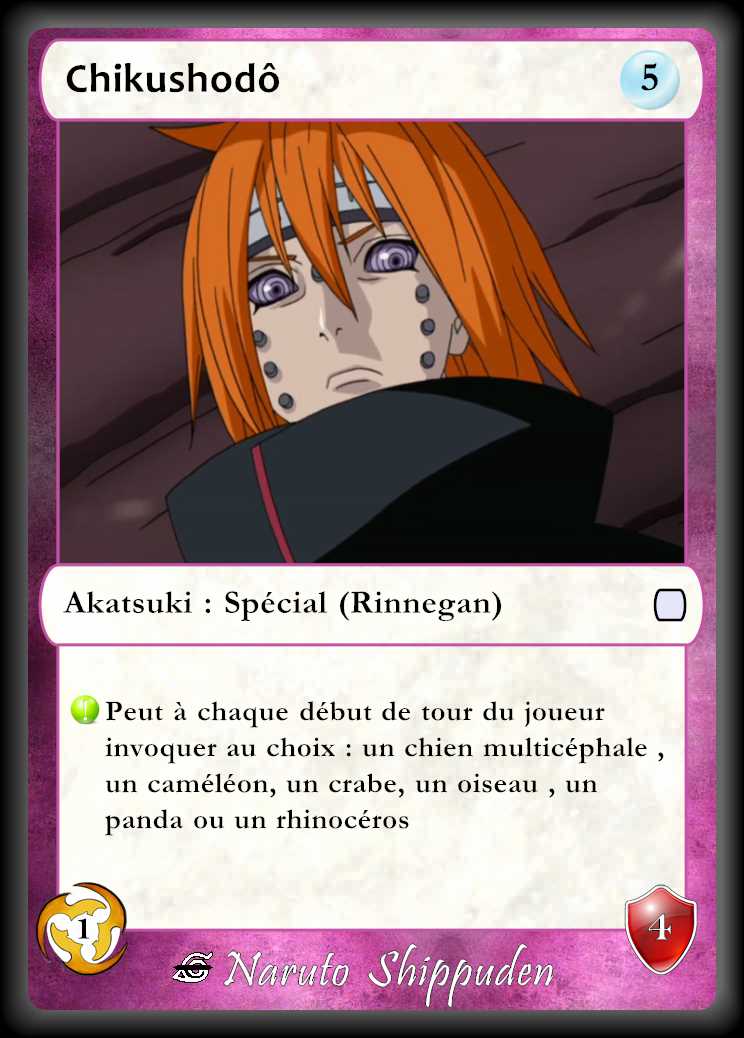 Chikushodô
5
Akatsuki : Spécial (Rinnegan)
Peut à chaque début de tour du joueur
invoquer au choix : un chien multicéphale ,
un caméléon, un crabe, un oiseau , un
panda ou un rhinocéros
1
4
Naruto Shippuden